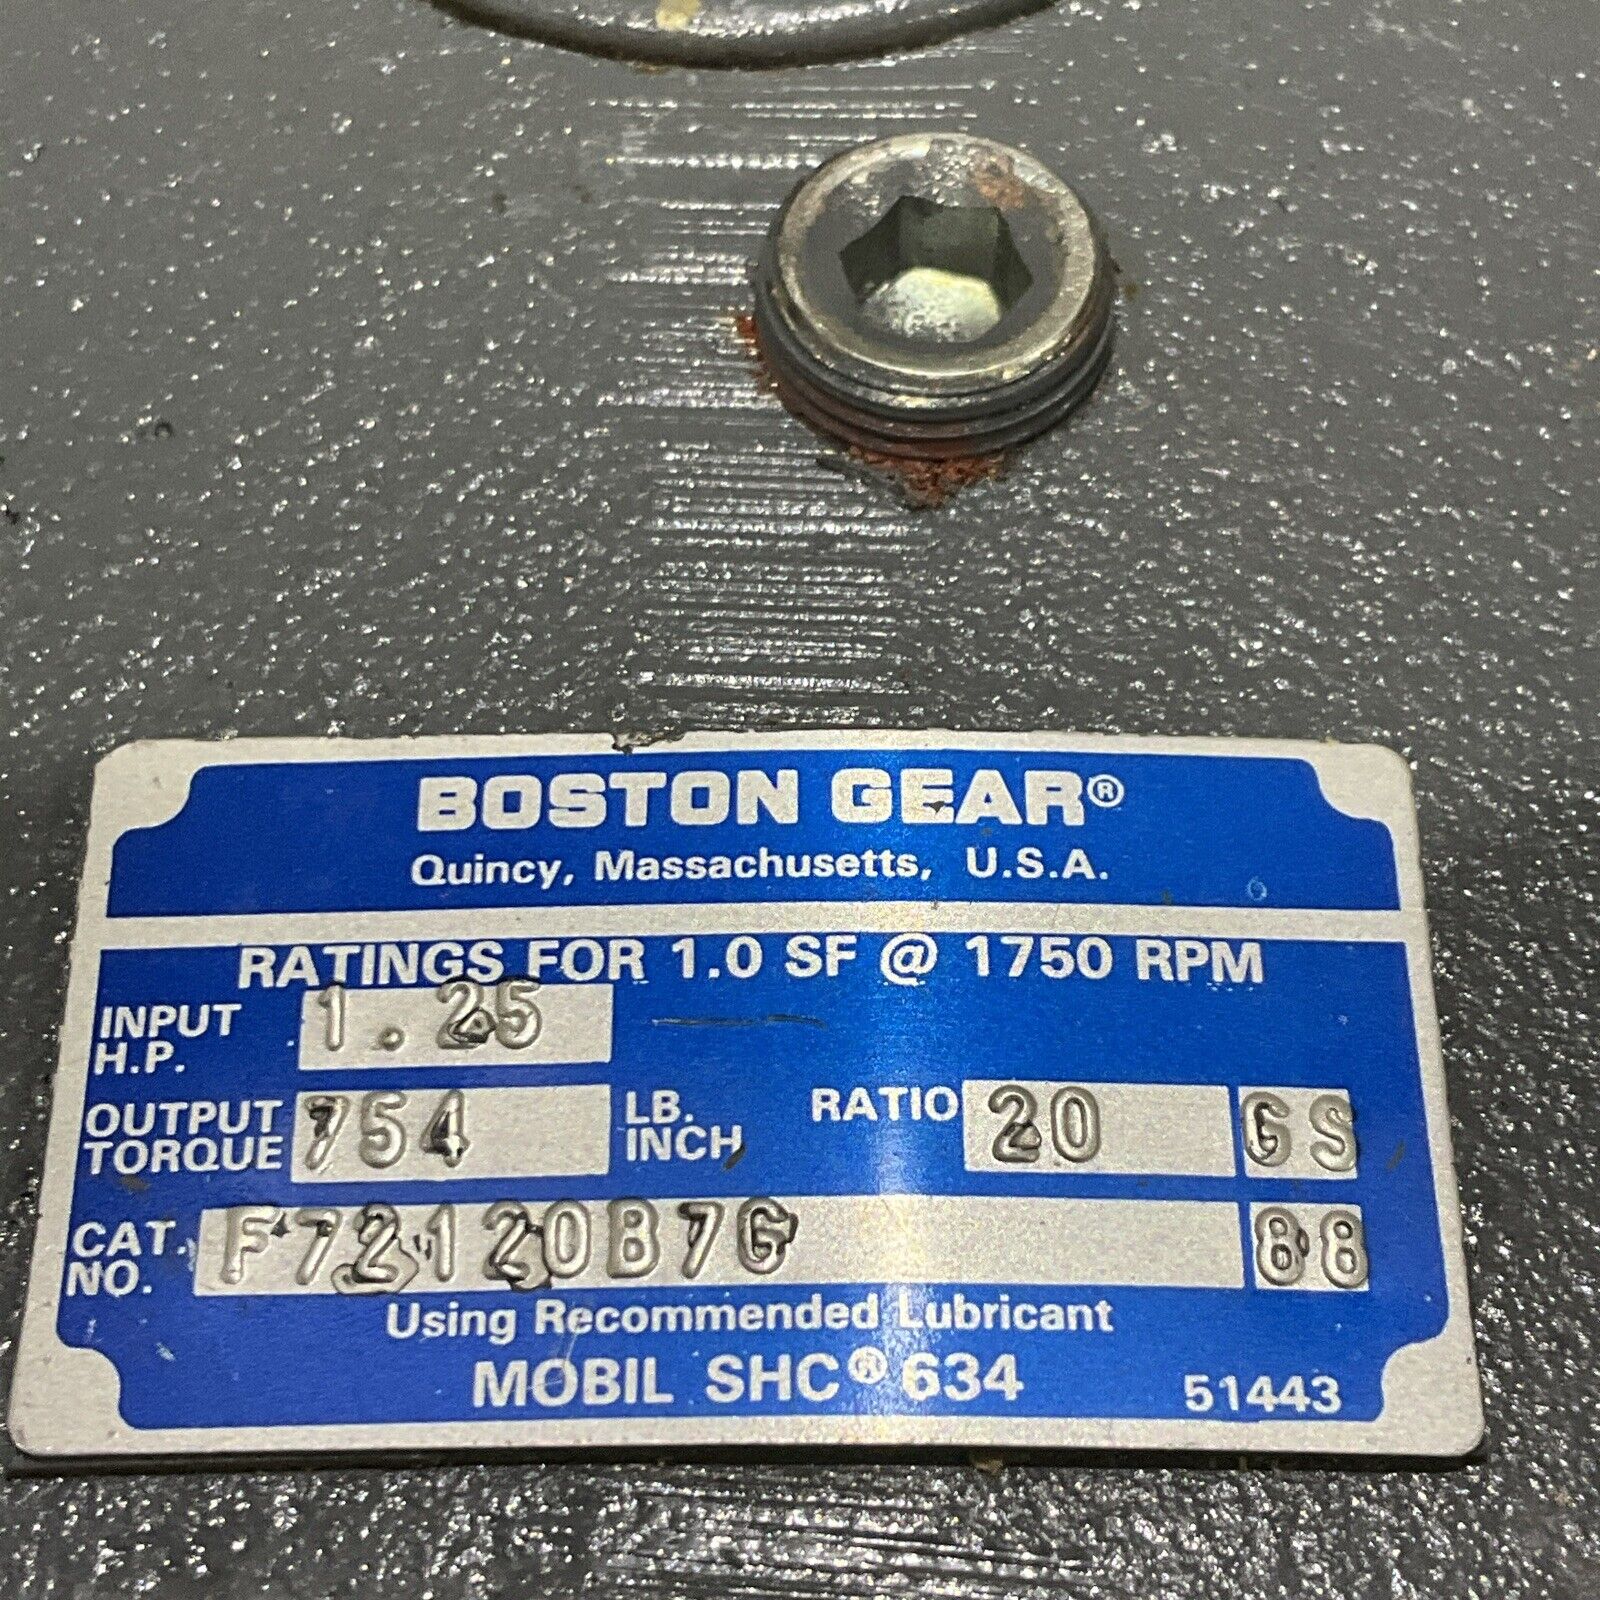 BOSTON GEAR®
Quincy, Massachusetts, U.S.A.
RATINGS FOR 1.0 SF @ 1750 RPM
INPUT H.P. 1.25
OUTPUT TORQUE 754 LB. INCH RATIO 20 GS
CAT. NO. F72120B7G 88
Using Recommended Lubricant
MOBIL SHC® 634 51443